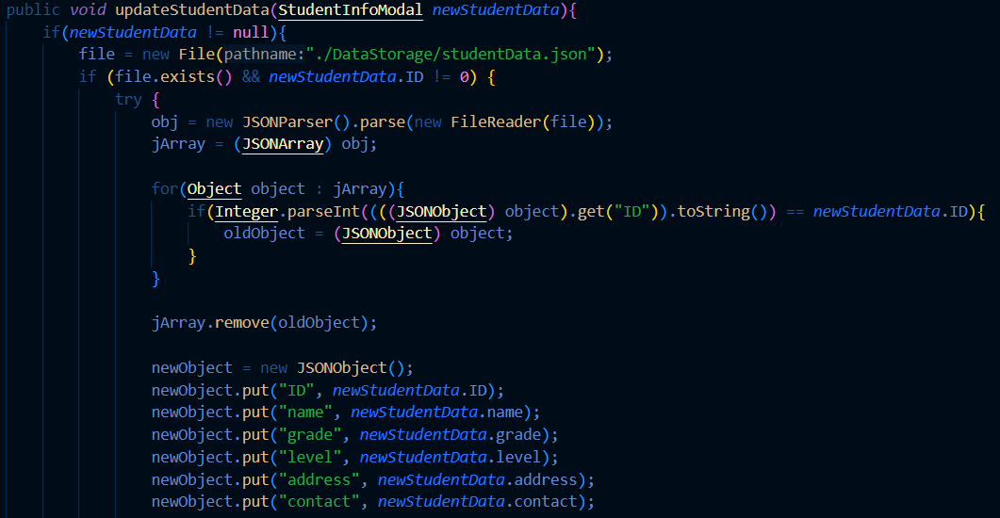 public void updateStudentData(StudentInfoModal newStudentData){
if(newStudentData != null){
file = new File(pathname:"./DataStorage/studentData.json");
if (file.exists() && newStudentData.ID != 0) {
try {
obj = new JSONParser().parse(new FileReader(file));
jArray = (JSONArray) obj;
for(Object object : jArray){
if(Integer.parseInt((((JSONObject) object).get("ID")).toString()) == newStudentData.ID){
oldObject = (JSONObject) object;
}
}
jArray.remove(oldObject);
newObject = new JSONObject();
newObject.put("ID", newStudentData.ID);
newObject.put("name", newStudentData.name);
newObject.put("grade", newStudentData.grade);
newObject.put("level", newStudentData.level);
newObject.put("address", newStudentData.address);
newObject.put("contact", newStudentData.contact);